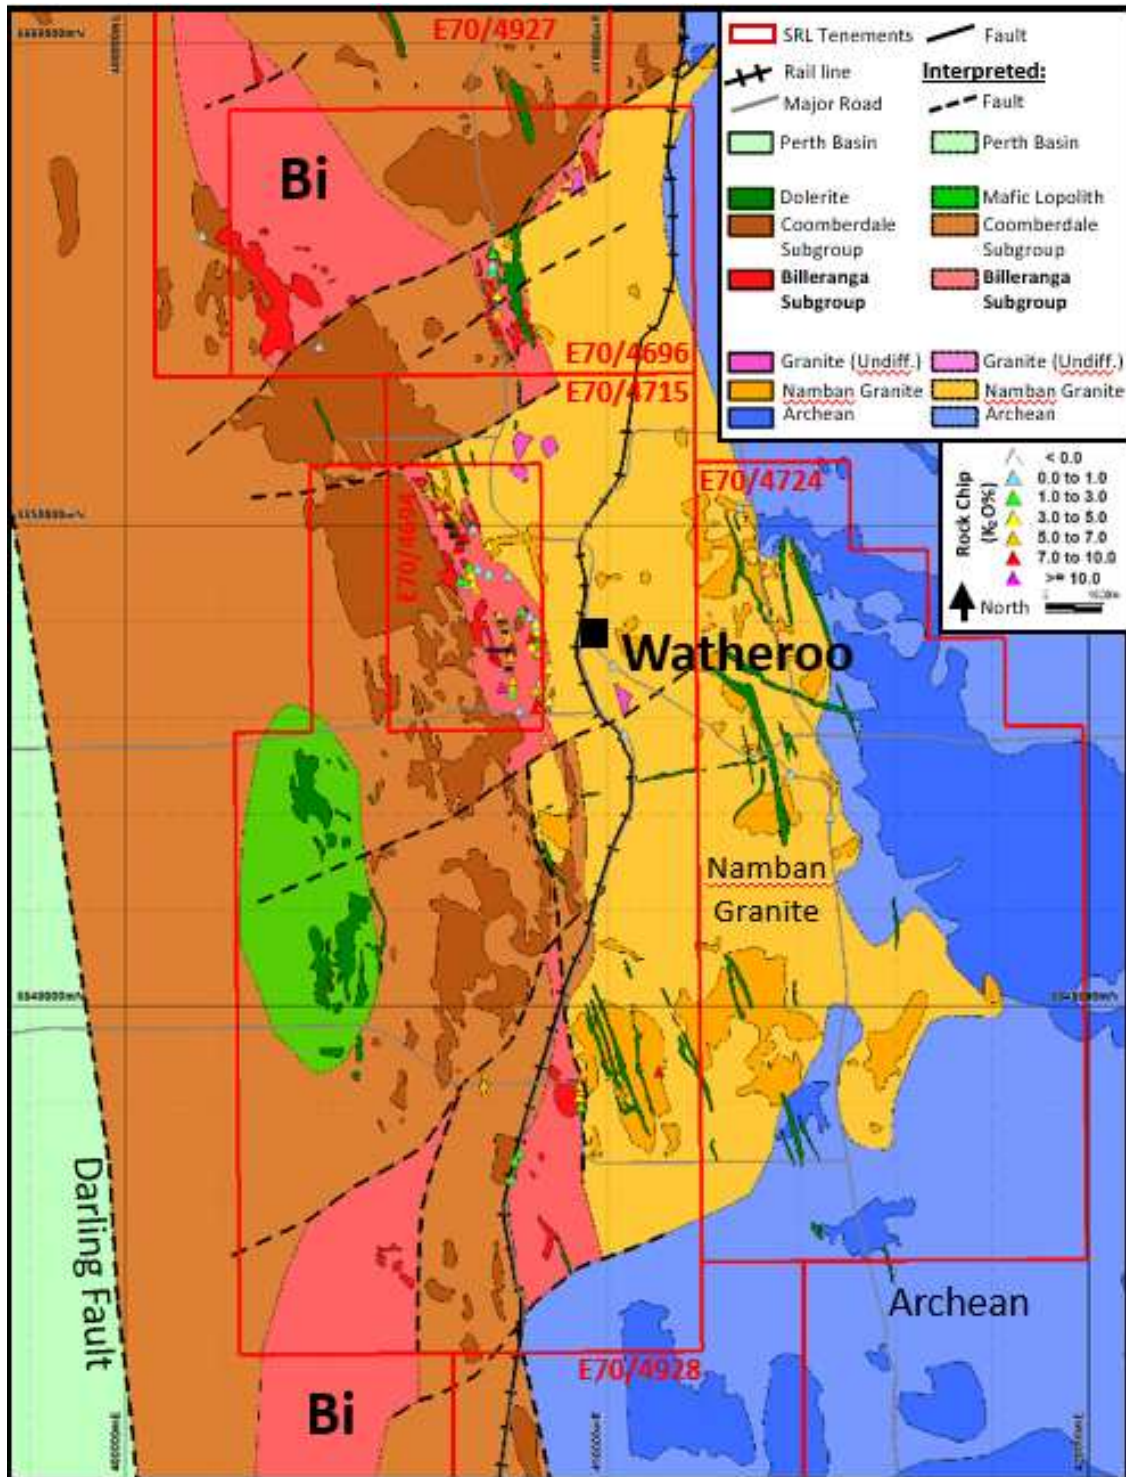 E70/4927
SRL Tenements
Fault
Rail line
Interpreted:
Major Road
Fault
Perth Basin
Perth Basin
Dolerite
Mafic Lopolith
Coomberdale
Subgroup
Coomberdale
Subgroup
Billeranga
Subgroup
Billeranga
Subgroup
Granite (Undiff.)
Granite (Undiff.)
Namban Granite
Namban Granite
Archean
Archean
Bi
E70/4696
E70/4715
E70/4724
Rock Chip
(K₂O%)
< 0.0
0.0 to 1.0
1.0 to 3.0
3.0 to 5.0
5.0 to 7.0
7.0 to 10.0
>= 10.0
North
Watheroo
Namban
Granite
Darling Fault
Archean
E70/4928
Bi